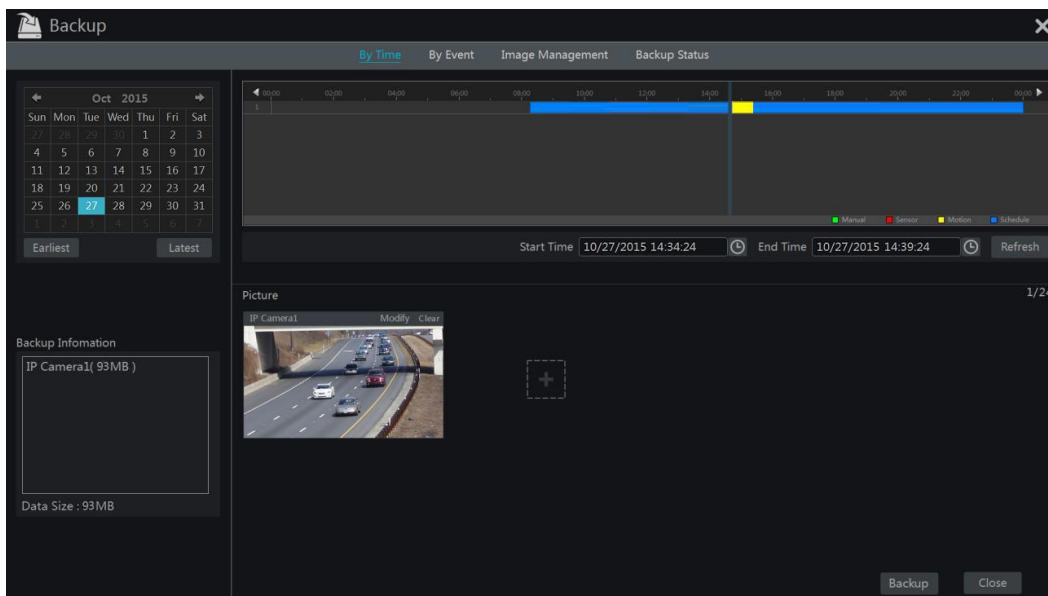 Backup
By Time By Event Image Management Backup Status
Oct 2015
Sun Mon Tue Wed Thu Fri Sat
27 28 29 30 1 2 3
4 5 6 7 8 9 10
11 12 13 14 15 16 17
18 19 20 21 22 23 24
25 26 27 28 29 30 31
1 2 3 4 5 6 7
Earliest Latest
00:00 02:00 04:00 06:00 08:00 10:00 12:00 14:00 16:00 18:00 20:00 22:00 00:00
1
Manual Sensor Motion Schedule
Start Time 10/27/2015 14:34:24 End Time 10/27/2015 14:39:24 Refresh
Picture 1/24
IP Camera1 Modify Clear
Backup Infomation
IP Camera1( 93MB )
Data Size : 93MB
Backup Close